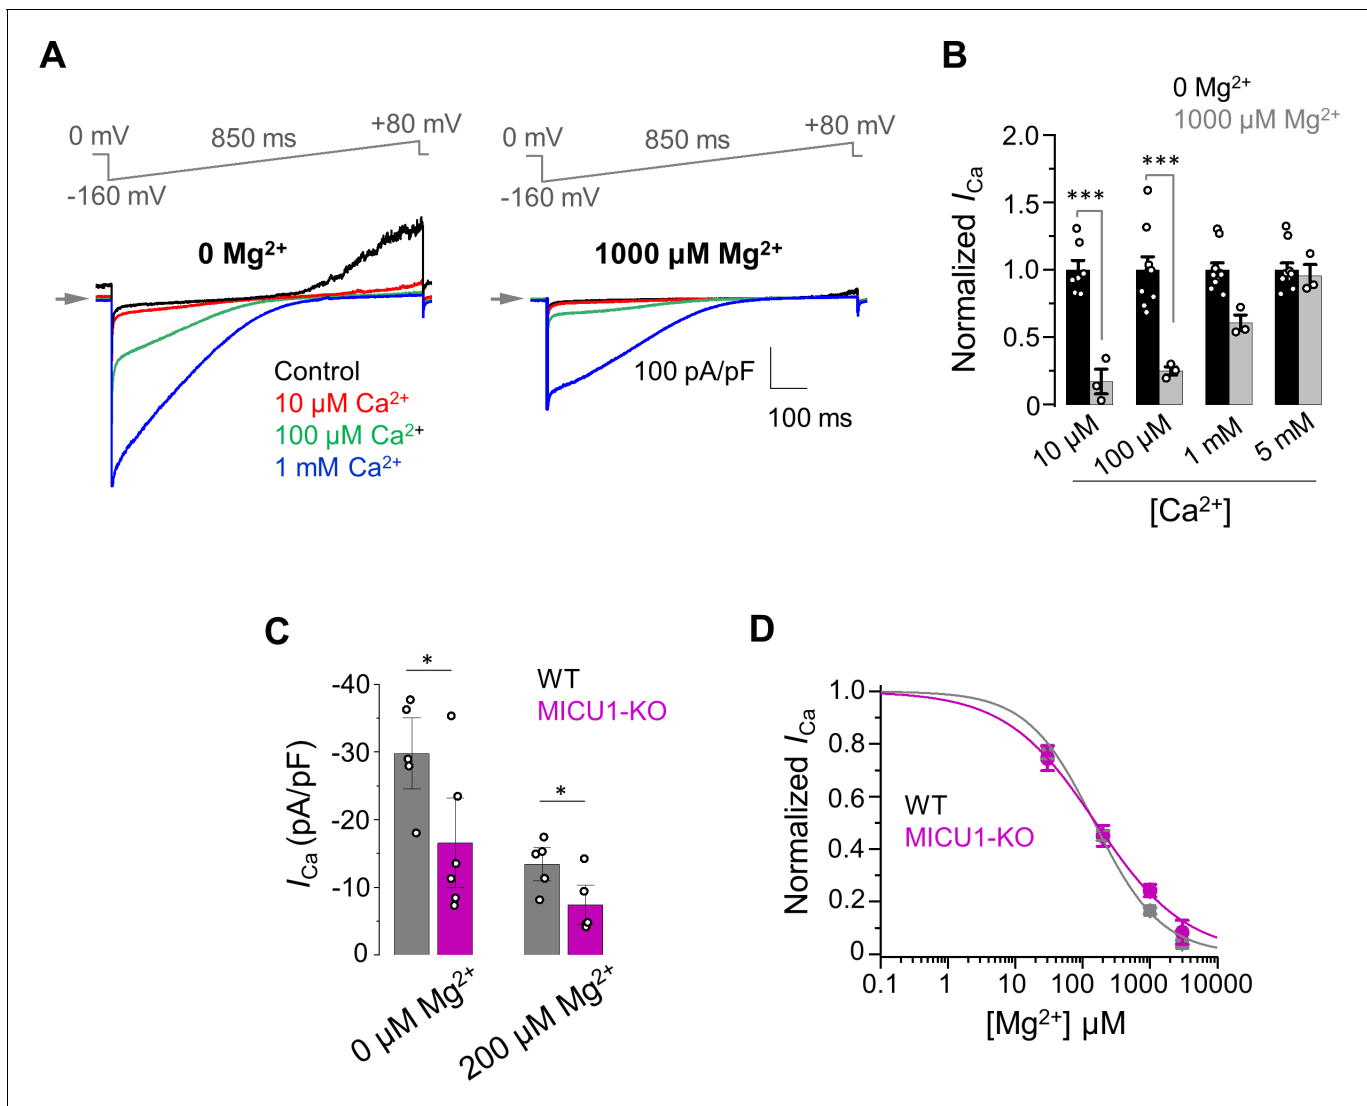 A
0 mV
850 ms
+80 mV
-160 mV
0 Mg²⁺
Control
10 µM Ca²⁺
100 µM Ca²⁺
1 mM Ca²⁺
0 mV
850 ms
+80 mV
-160 mV
1000 µM Mg²⁺
100 pA/pF
100 ms
B
0 Mg²⁺
1000 µM Mg²⁺
Normalized I_Ca
2.0
1.5
1.0
0.5
0
***
***
10 µM
100 µM
1 mM
5 mM
[Ca²⁺]
C
WT
MICU1-KO
I_Ca (pA/pF)
-40
-30
-20
-10
0
*
*
0 µM Mg²⁺
200 µM Mg²⁺
D
Normalized I_Ca
1.0
0.8
0.6
0.4
0.2
0
WT
MICU1-KO
0.1
1
10
100
1000
10000
[Mg²⁺] µM